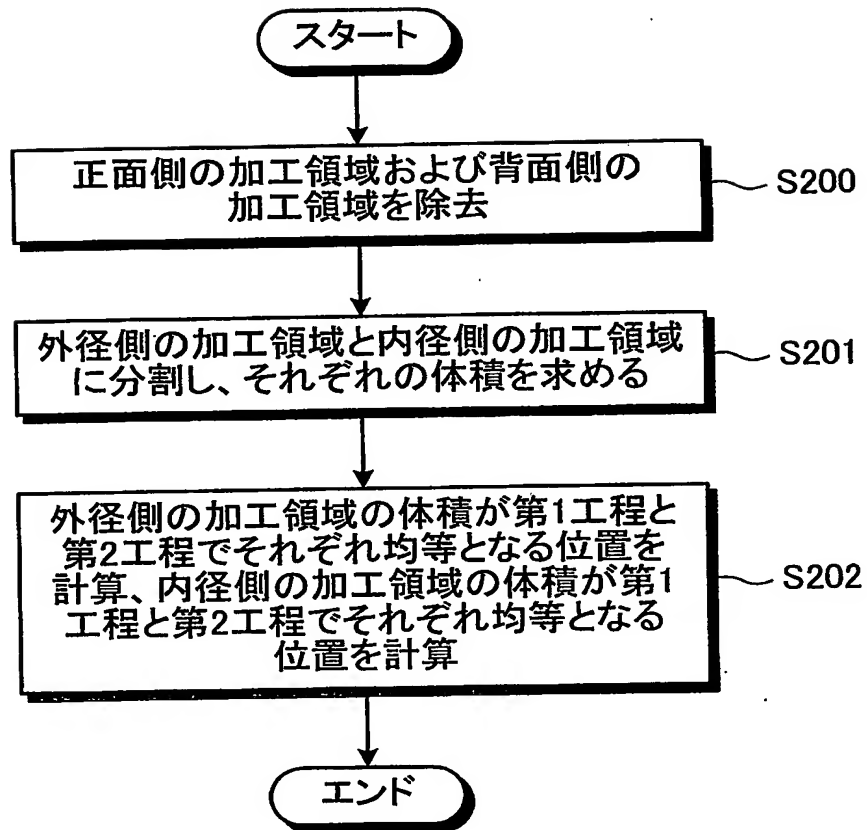 スタート
正面側の加工領域および背面側の
加工領域を除去
S200
外径側の加工領域と内径側の加工領域
に分割し、それぞれの体積を求める
S201
外径側の加工領域の体積が第1工程と
第2工程でそれぞれ均等となる位置を
計算、内径側の加工領域の体積が第1
工程と第2工程でそれぞれ均等となる
位置を計算
S202
エンド